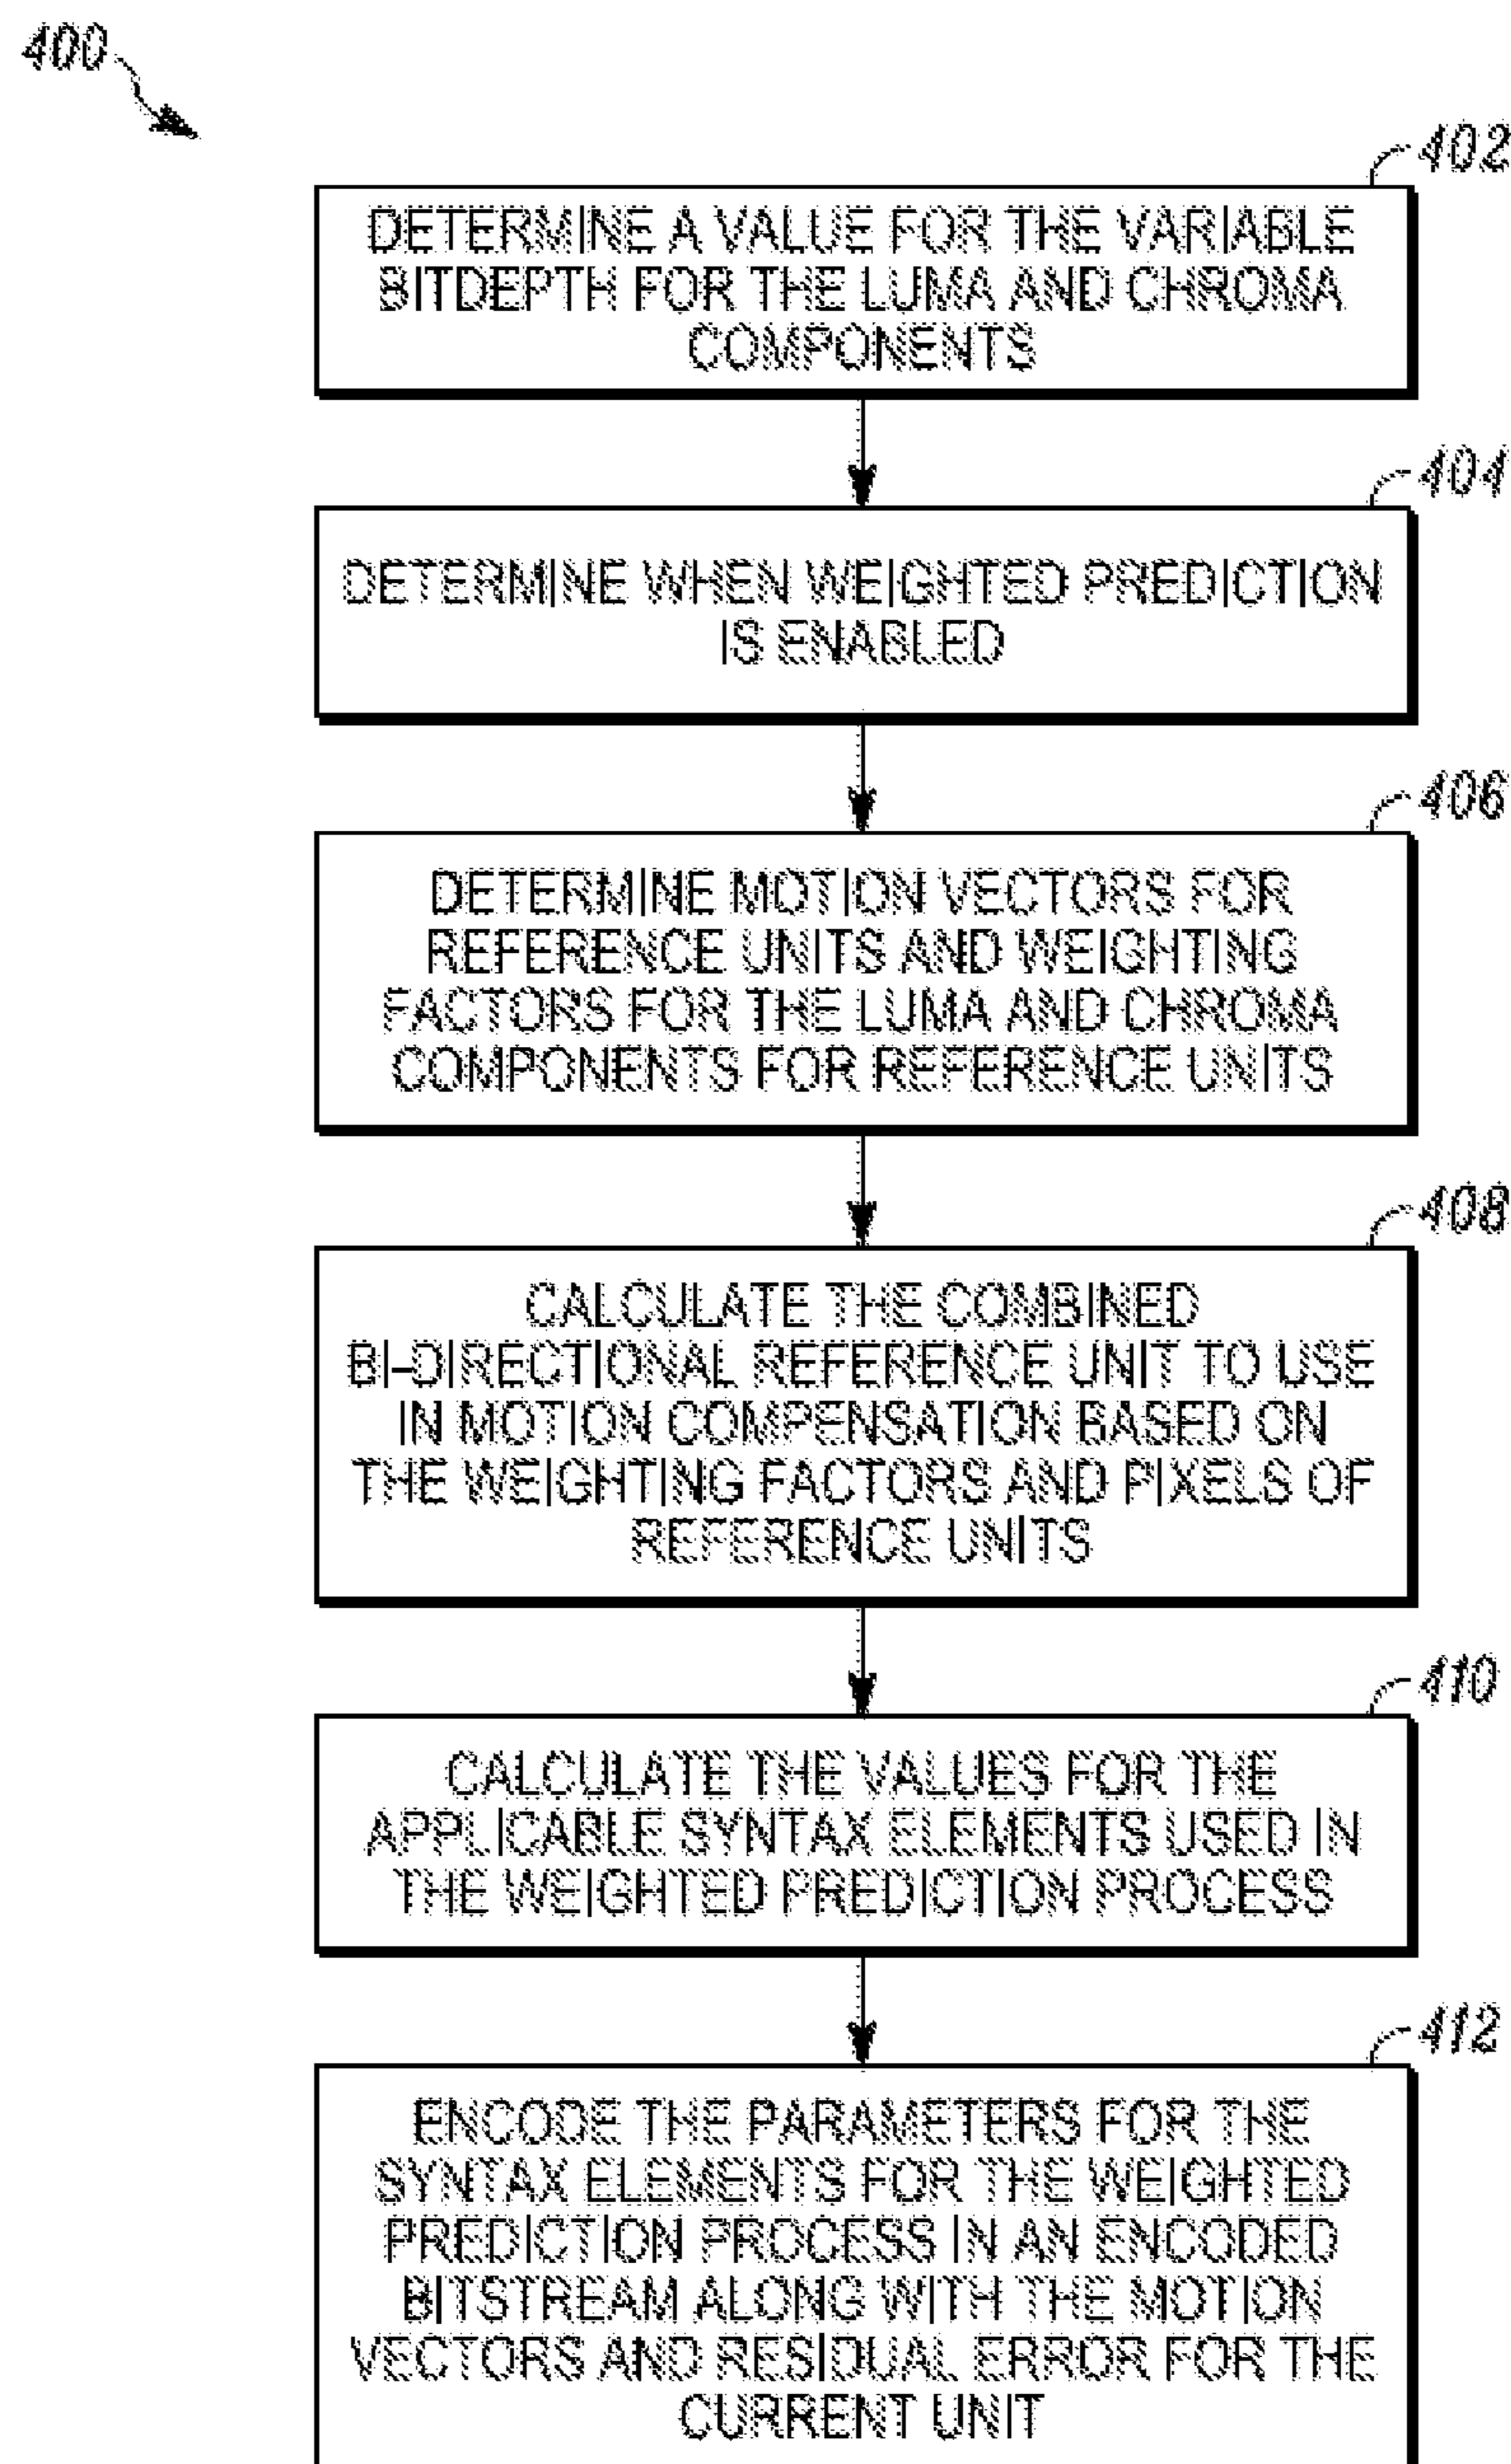 400
402
DETERMINE A VALUE FOR THE VARIABLE
BITDEPTH FOR THE LUMA AND CHROMA
COMPONENTS
404
DETERMINE WHEN WEIGHTED PREDICTION
IS ENABLED
406
DETERMINE MOTION VECTORS FOR
REFERENCE UNITS AND WEIGHTING
FACTORS FOR THE LUMA AND CHROMA
COMPONENTS FOR REFERENCE UNITS
408
CALCULATE THE COMBINED
BI-DIRECTIONAL REFERENCE UNIT TO USE
IN MOTION COMPENSATION BASED ON
THE WEIGHTING FACTORS AND PIXELS OF
REFERENCE UNITS
410
CALCULATE THE VALUES FOR THE
APPLICABLE SYNTAX ELEMENTS USED IN
THE WEIGHTED PREDICTION PROCESS
412
ENCODE THE PARAMETERS FOR THE
SYNTAX ELEMENTS FOR THE WEIGHTED
PREDICTION PROCESS IN AN ENCODED
BITSTREAM ALONG WITH THE MOTION
VECTORS AND RESIDUAL ERROR FOR THE
CURRENT UNIT